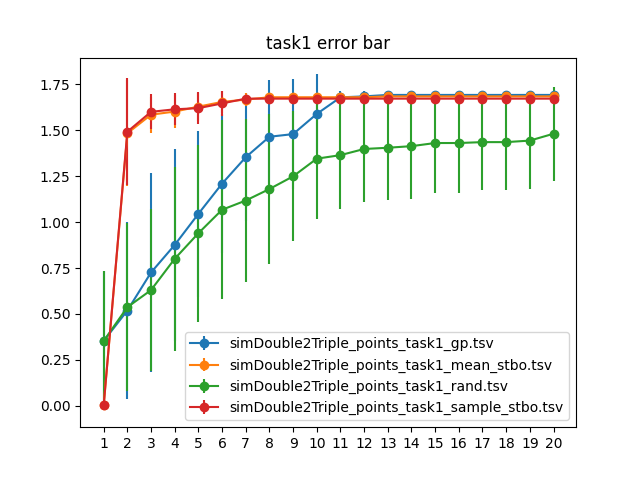 task1 error bar
1.75
1.50
1.25
1.00
0.75
0.50
0.25
0.00
simDouble2Triple_points_task1_gp.tsv
simDouble2Triple_points_task1_mean_stbo.tsv
simDouble2Triple_points_task1_rand.tsv
simDouble2Triple_points_task1_sample_stbo.tsv
1 2 3 4 5 6 7 8 9 10 11 12 13 14 15 16 17 18 19 20